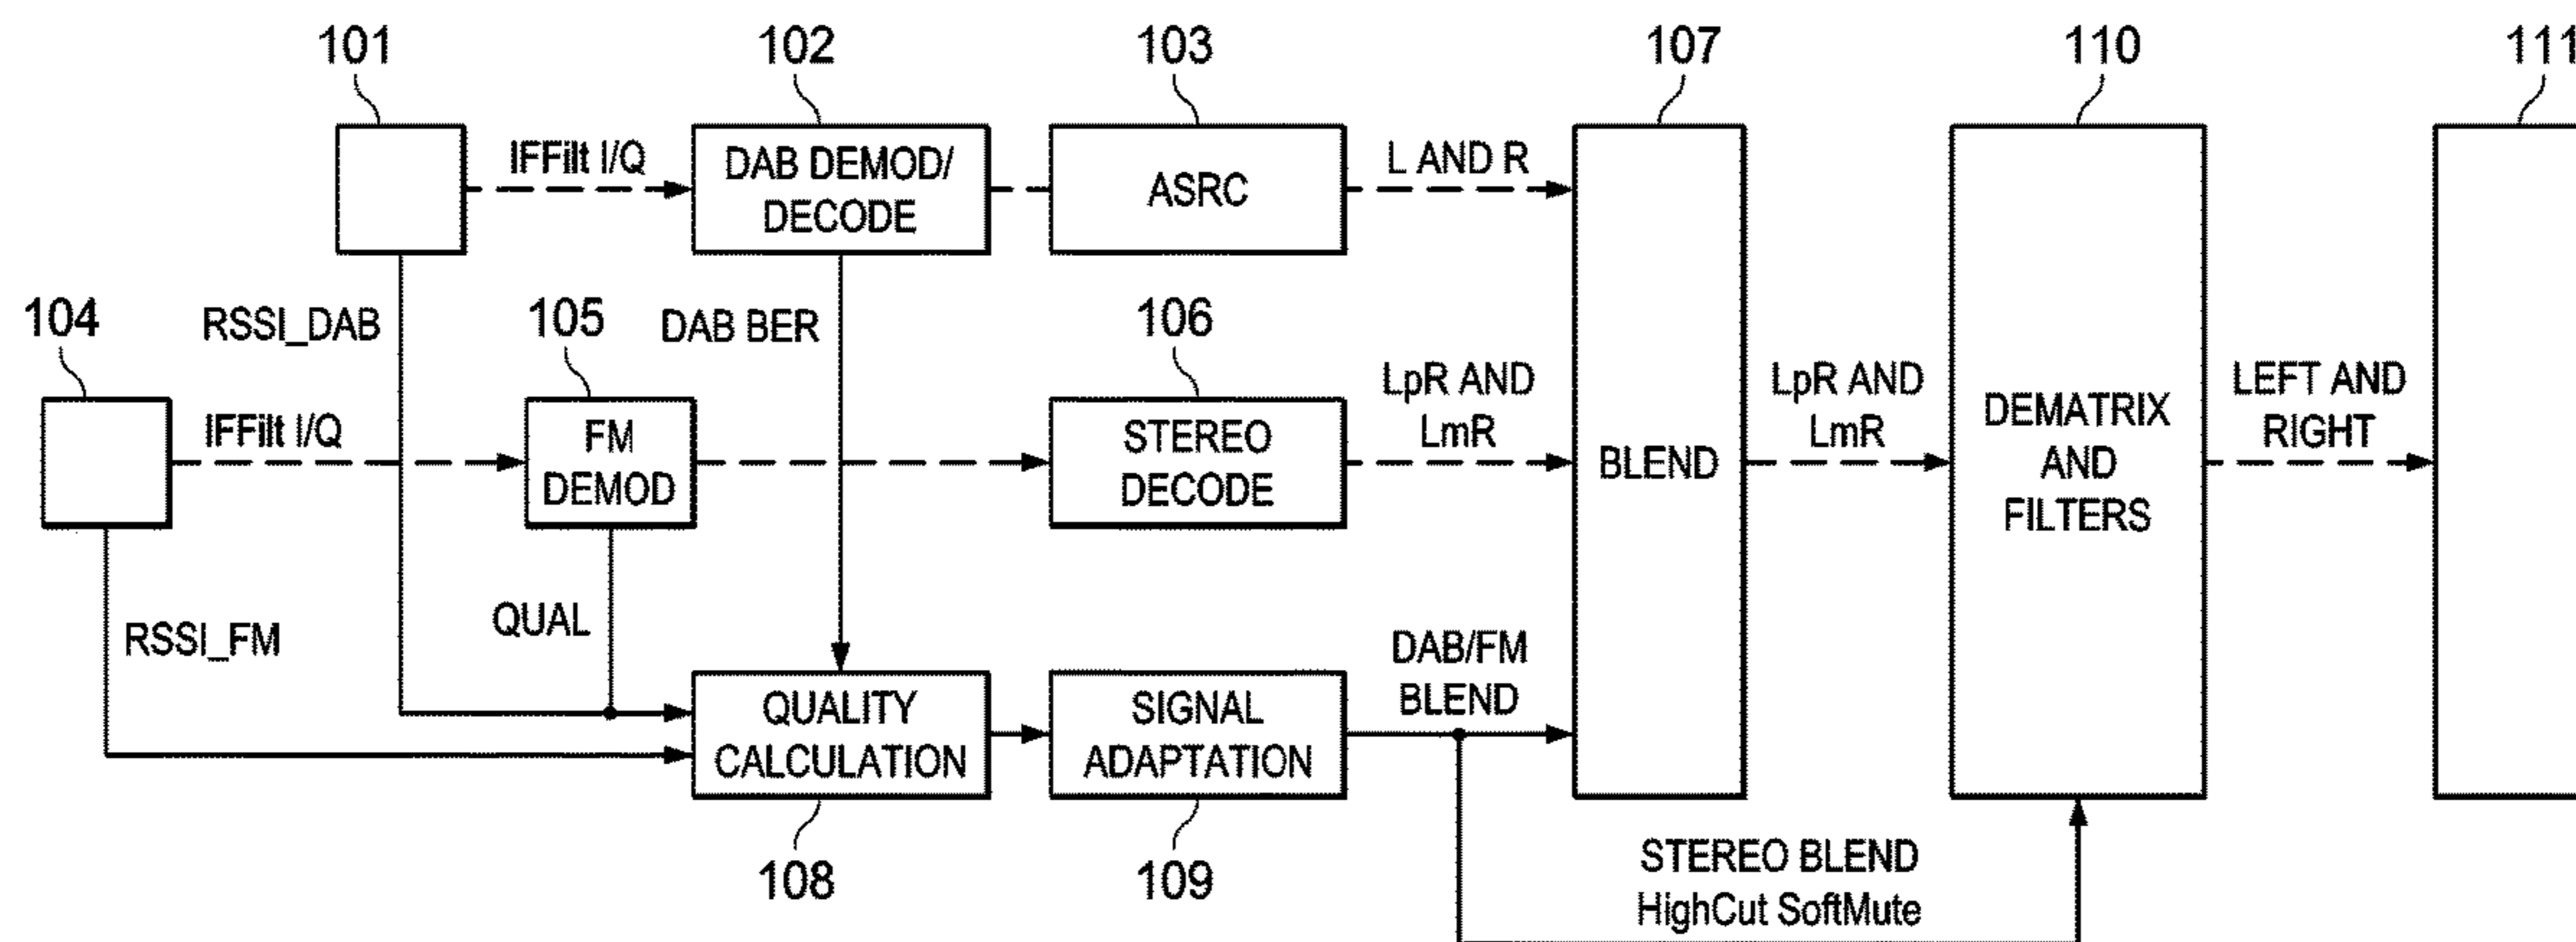 101
102
103
107
110
111
IFFilt I/Q
DAB DEMOD/
DECODE
ASRC
L AND R
104
RSSI_DAB
105
DAB BER
106
IFFilt I/Q
FM
DEMOD
STEREO
DECODE
LpR AND
LmR
BLEND
LpR AND
LmR
DEMATRIX
AND
FILTERS
LEFT AND
RIGHT
RSSI_FM
QUAL
QUALITY
CALCULATION
SIGNAL
ADAPTATION
DAB/FM
BLEND
108
109
STEREO BLEND
HighCut SoftMute